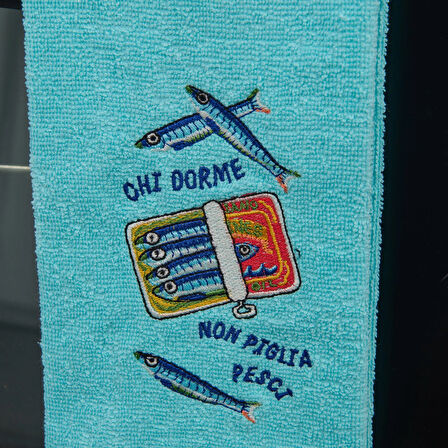 CHI DORME
NON PIGLIA
PESCI